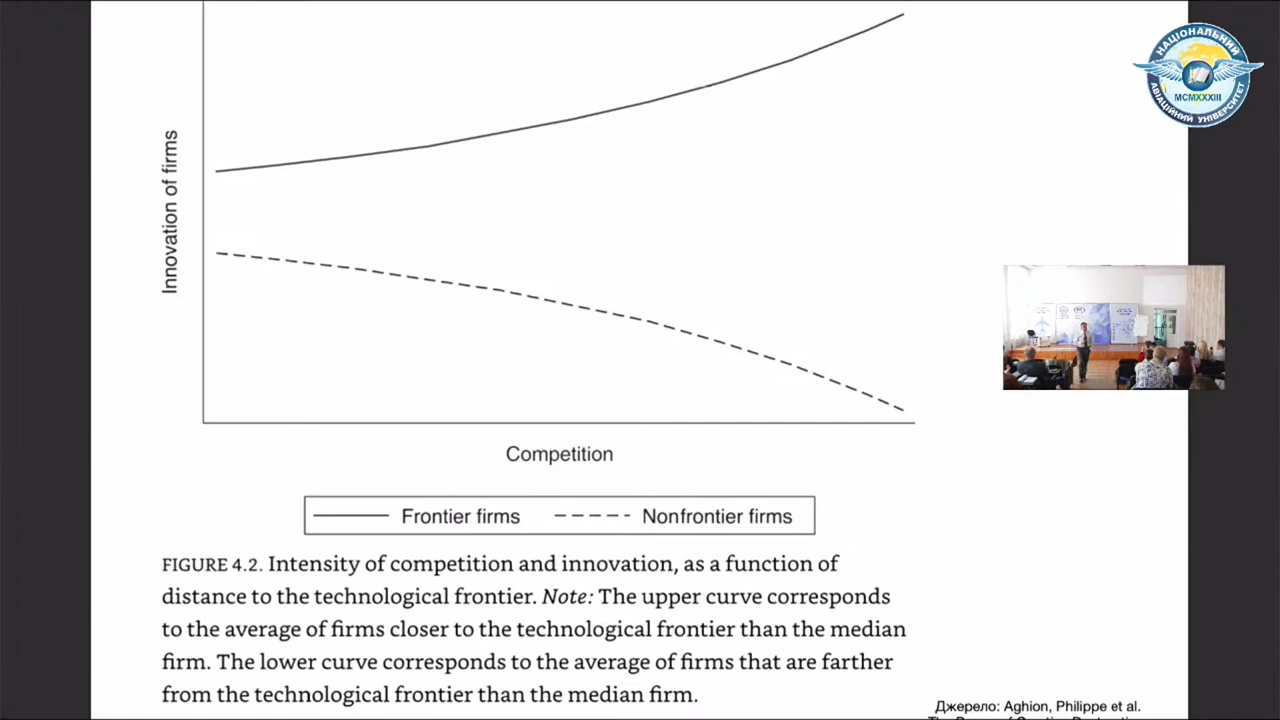 Innovation of firms
Competition
Frontier firms
Nonfrontier firms
FIGURE 4.2. Intensity of competition and innovation, as a function of
distance to the technological frontier. Note: The upper curve corresponds
to the average of firms closer to the technological frontier than the median
firm. The lower curve corresponds to the average of firms that are farther
from the technological frontier than the median firm.
НАЦІОНАЛЬНИЙ
MCMXXXIII
АВІАЦІЙНИЙ УНІВЕРСИТЕТ
Джерело: Aghion, Philippe et al.